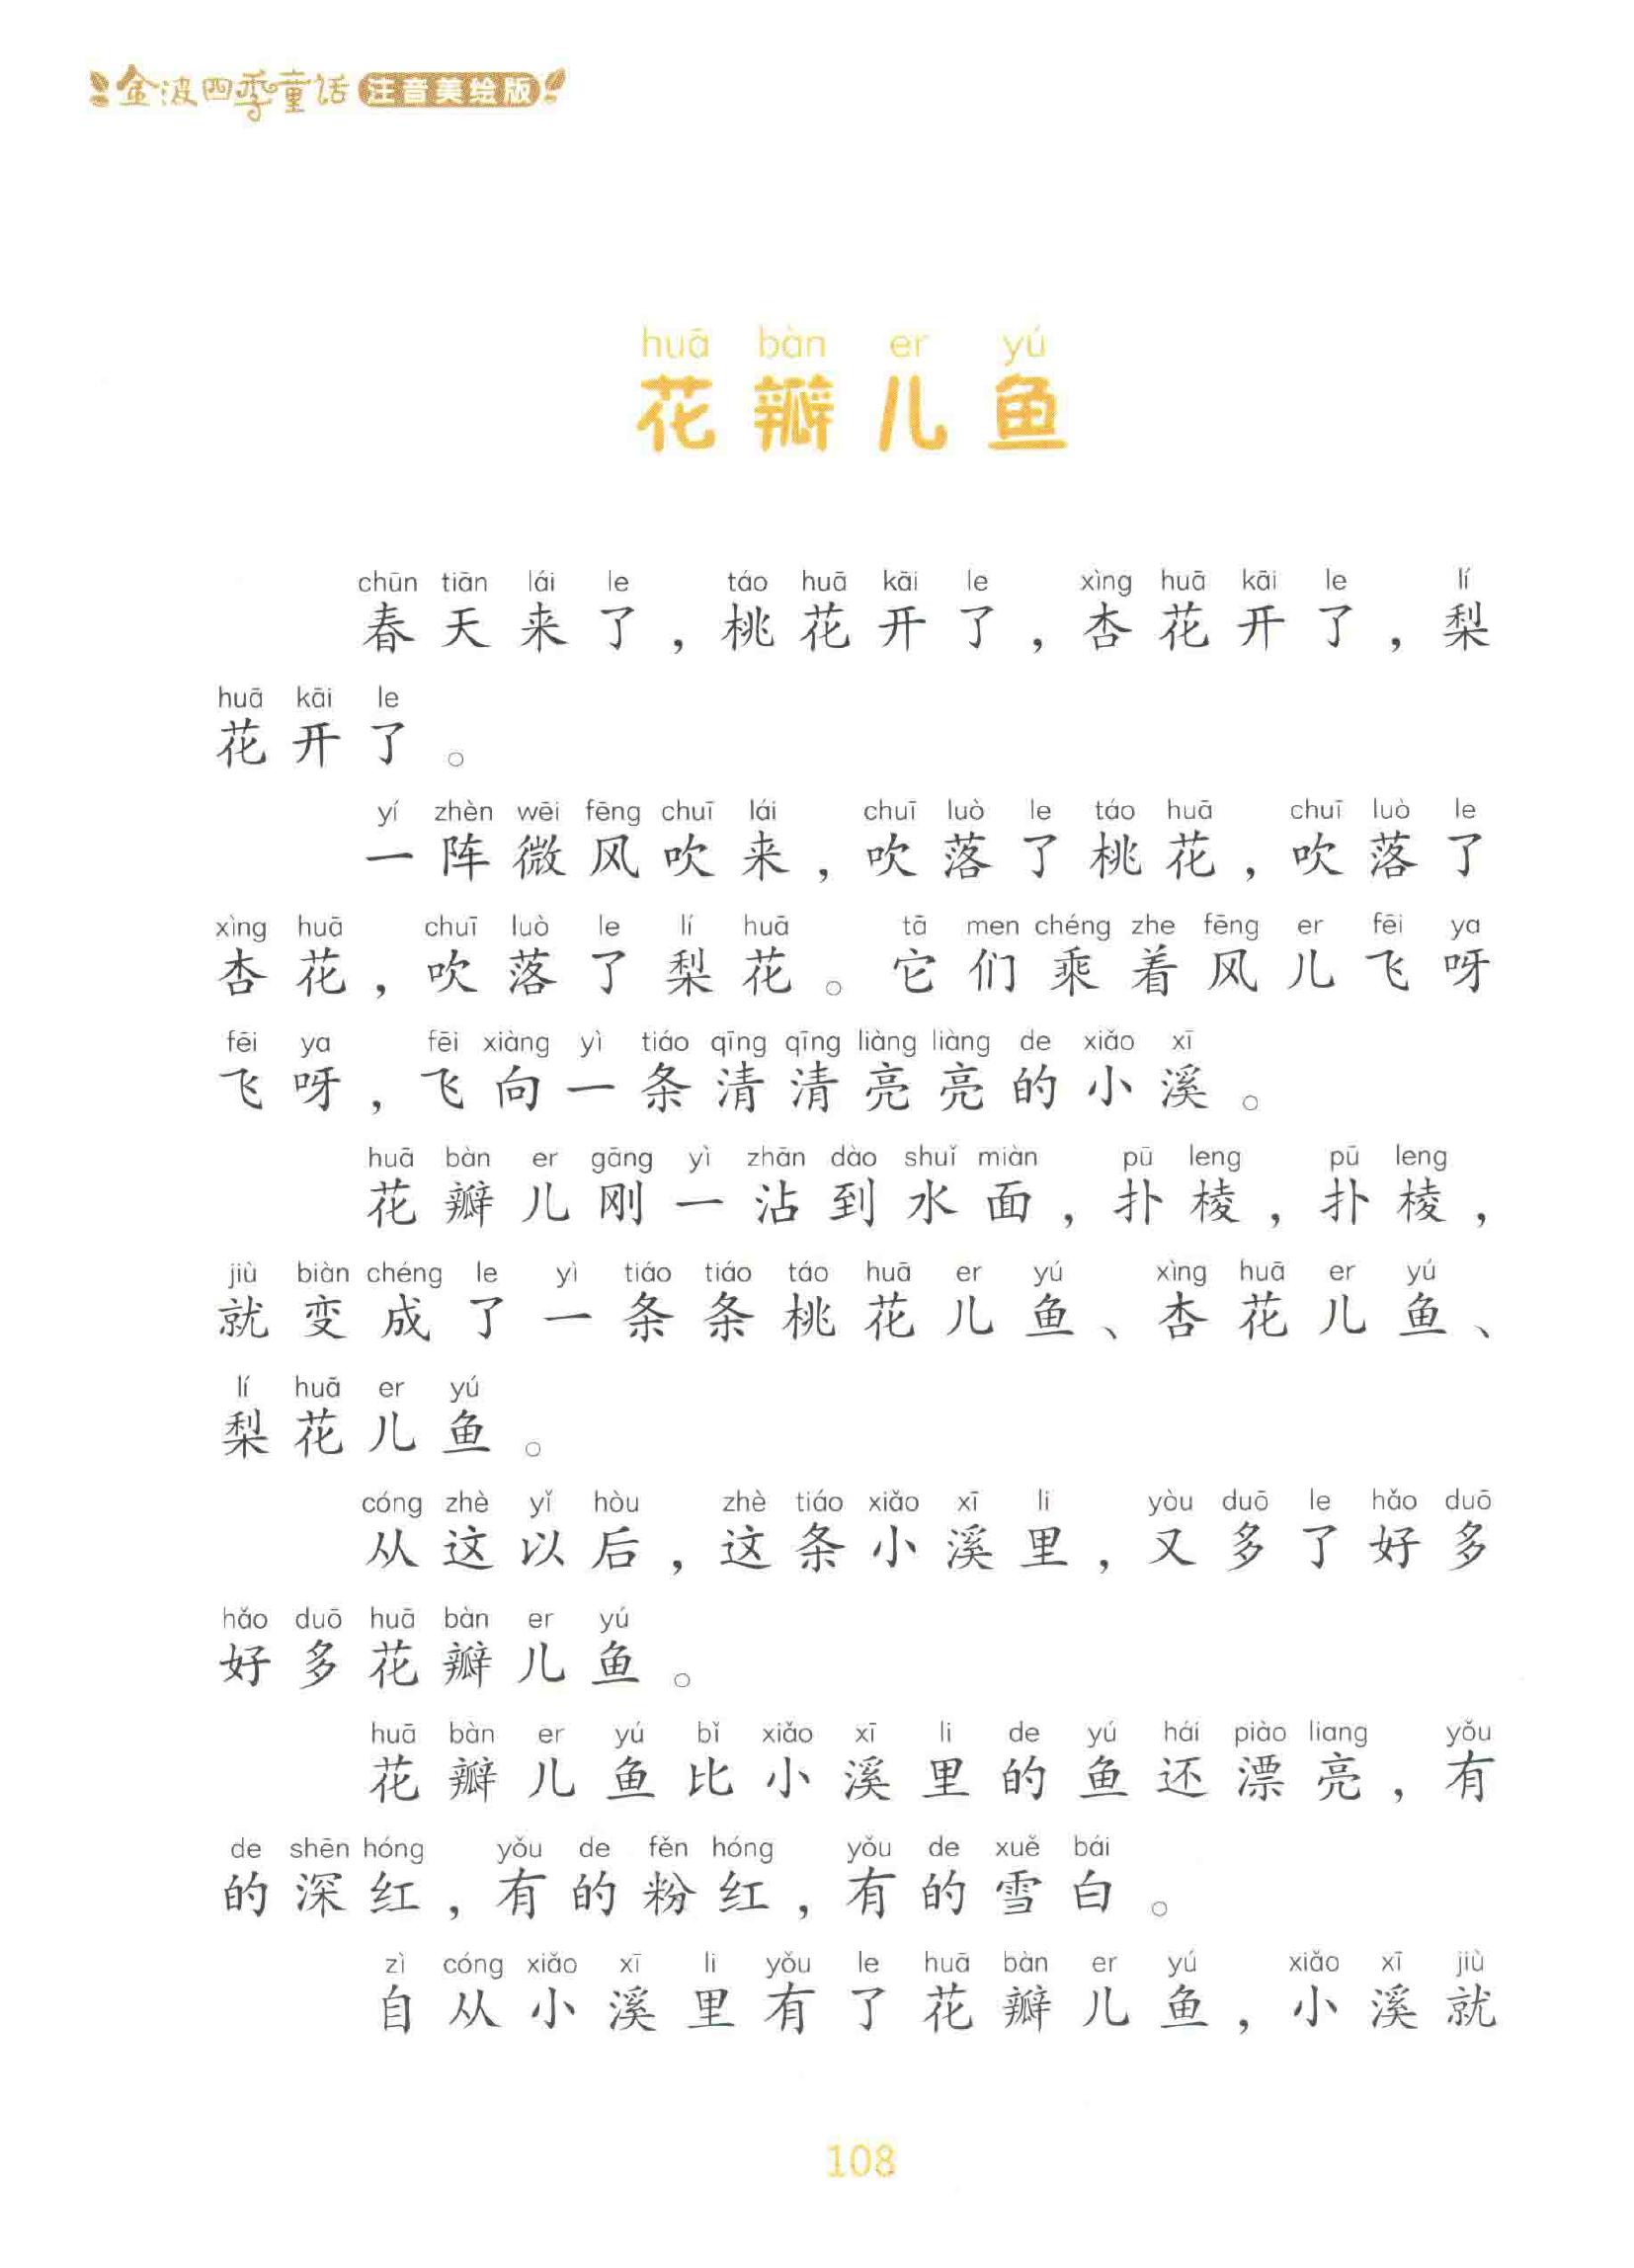 金波四季童话 注音美绘版
huā bàn er yú
花瓣儿鱼
chūn tiān lái le táo huā kāi le xìng huā kāi le lí
春天来了，桃花开了，杏花开了，梨
huā kāi le
花开了。
yí zhèn wēi fēng chuī lái chuī luò le táo huā chuī luò le
一阵微风吹来，吹落了桃花，吹落了
xìng huā chuī luò le lí huā tā men chéng zhe fēng er fēi ya
杏花，吹落了梨花。它们乘着风儿飞呀
fēi ya fēi xiàng yì tiáo qīng qīng liàng liàng de xiǎo xī
飞呀，飞向一条清清亮亮的小溪。
huā bàn er gāng yì zhān dào shuǐ miàn pū leng pū leng
花瓣儿刚一沾到水面，扑棱，扑棱，
jiù biàn chéng le yì tiáo tiáo táo huā er yú xìng huā er yú
就变成了一条条桃花儿鱼、杏花儿鱼、
lí huā er yú
梨花儿鱼。
cóng zhè yǐ hòu zhè tiáo xiǎo xī li yòu duō le hǎo duō
从这以后，这条小溪里，又多了好多
hǎo duō huā bàn er yú
好多花瓣儿鱼。
huā bàn er yú bǐ xiǎo xī li de yú hái piào liang yǒu
花瓣儿鱼比小溪里的鱼还漂亮，有
de shēn hóng yǒu de fěn hóng yǒu de xuě bái
的深红，有的粉红，有的雪白。
zì cóng xiǎo xī li yǒu le huā bàn er yú xiǎo xī jiù
自从小溪里有了花瓣儿鱼，小溪就
108